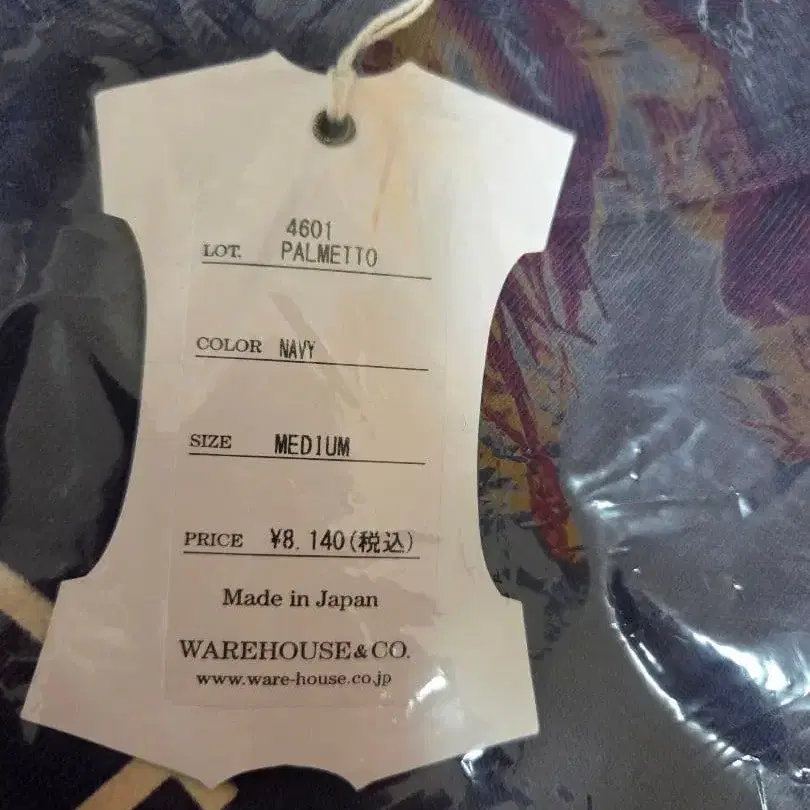 4601
LOT. PALMETTO
COLOR NAVY
SIZE MEDIUM
PRICE ¥8.140(税込)
Made in Japan
WAREHOUSE&CO.
www.ware-house.co.jp